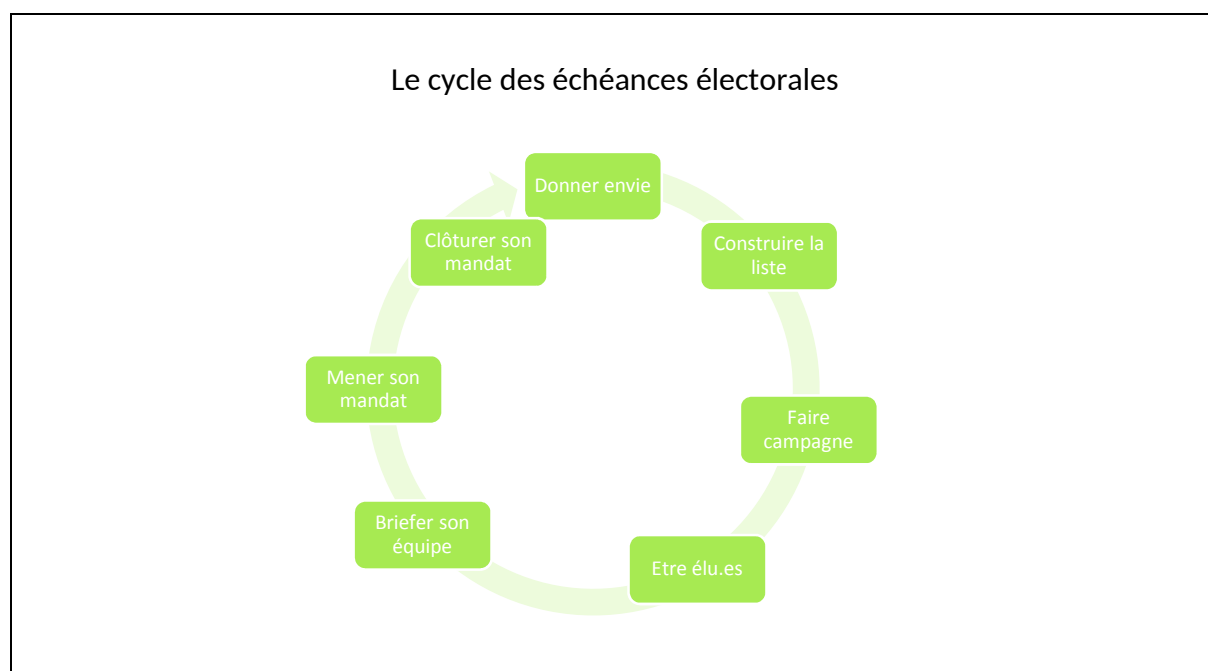 Le cycle des échéances électorales
Donner envie
Construire la
liste
Faire
campagne
Etre élu.es
Briefer son
équipe
Mener son
mandat
Clôturer son
mandat